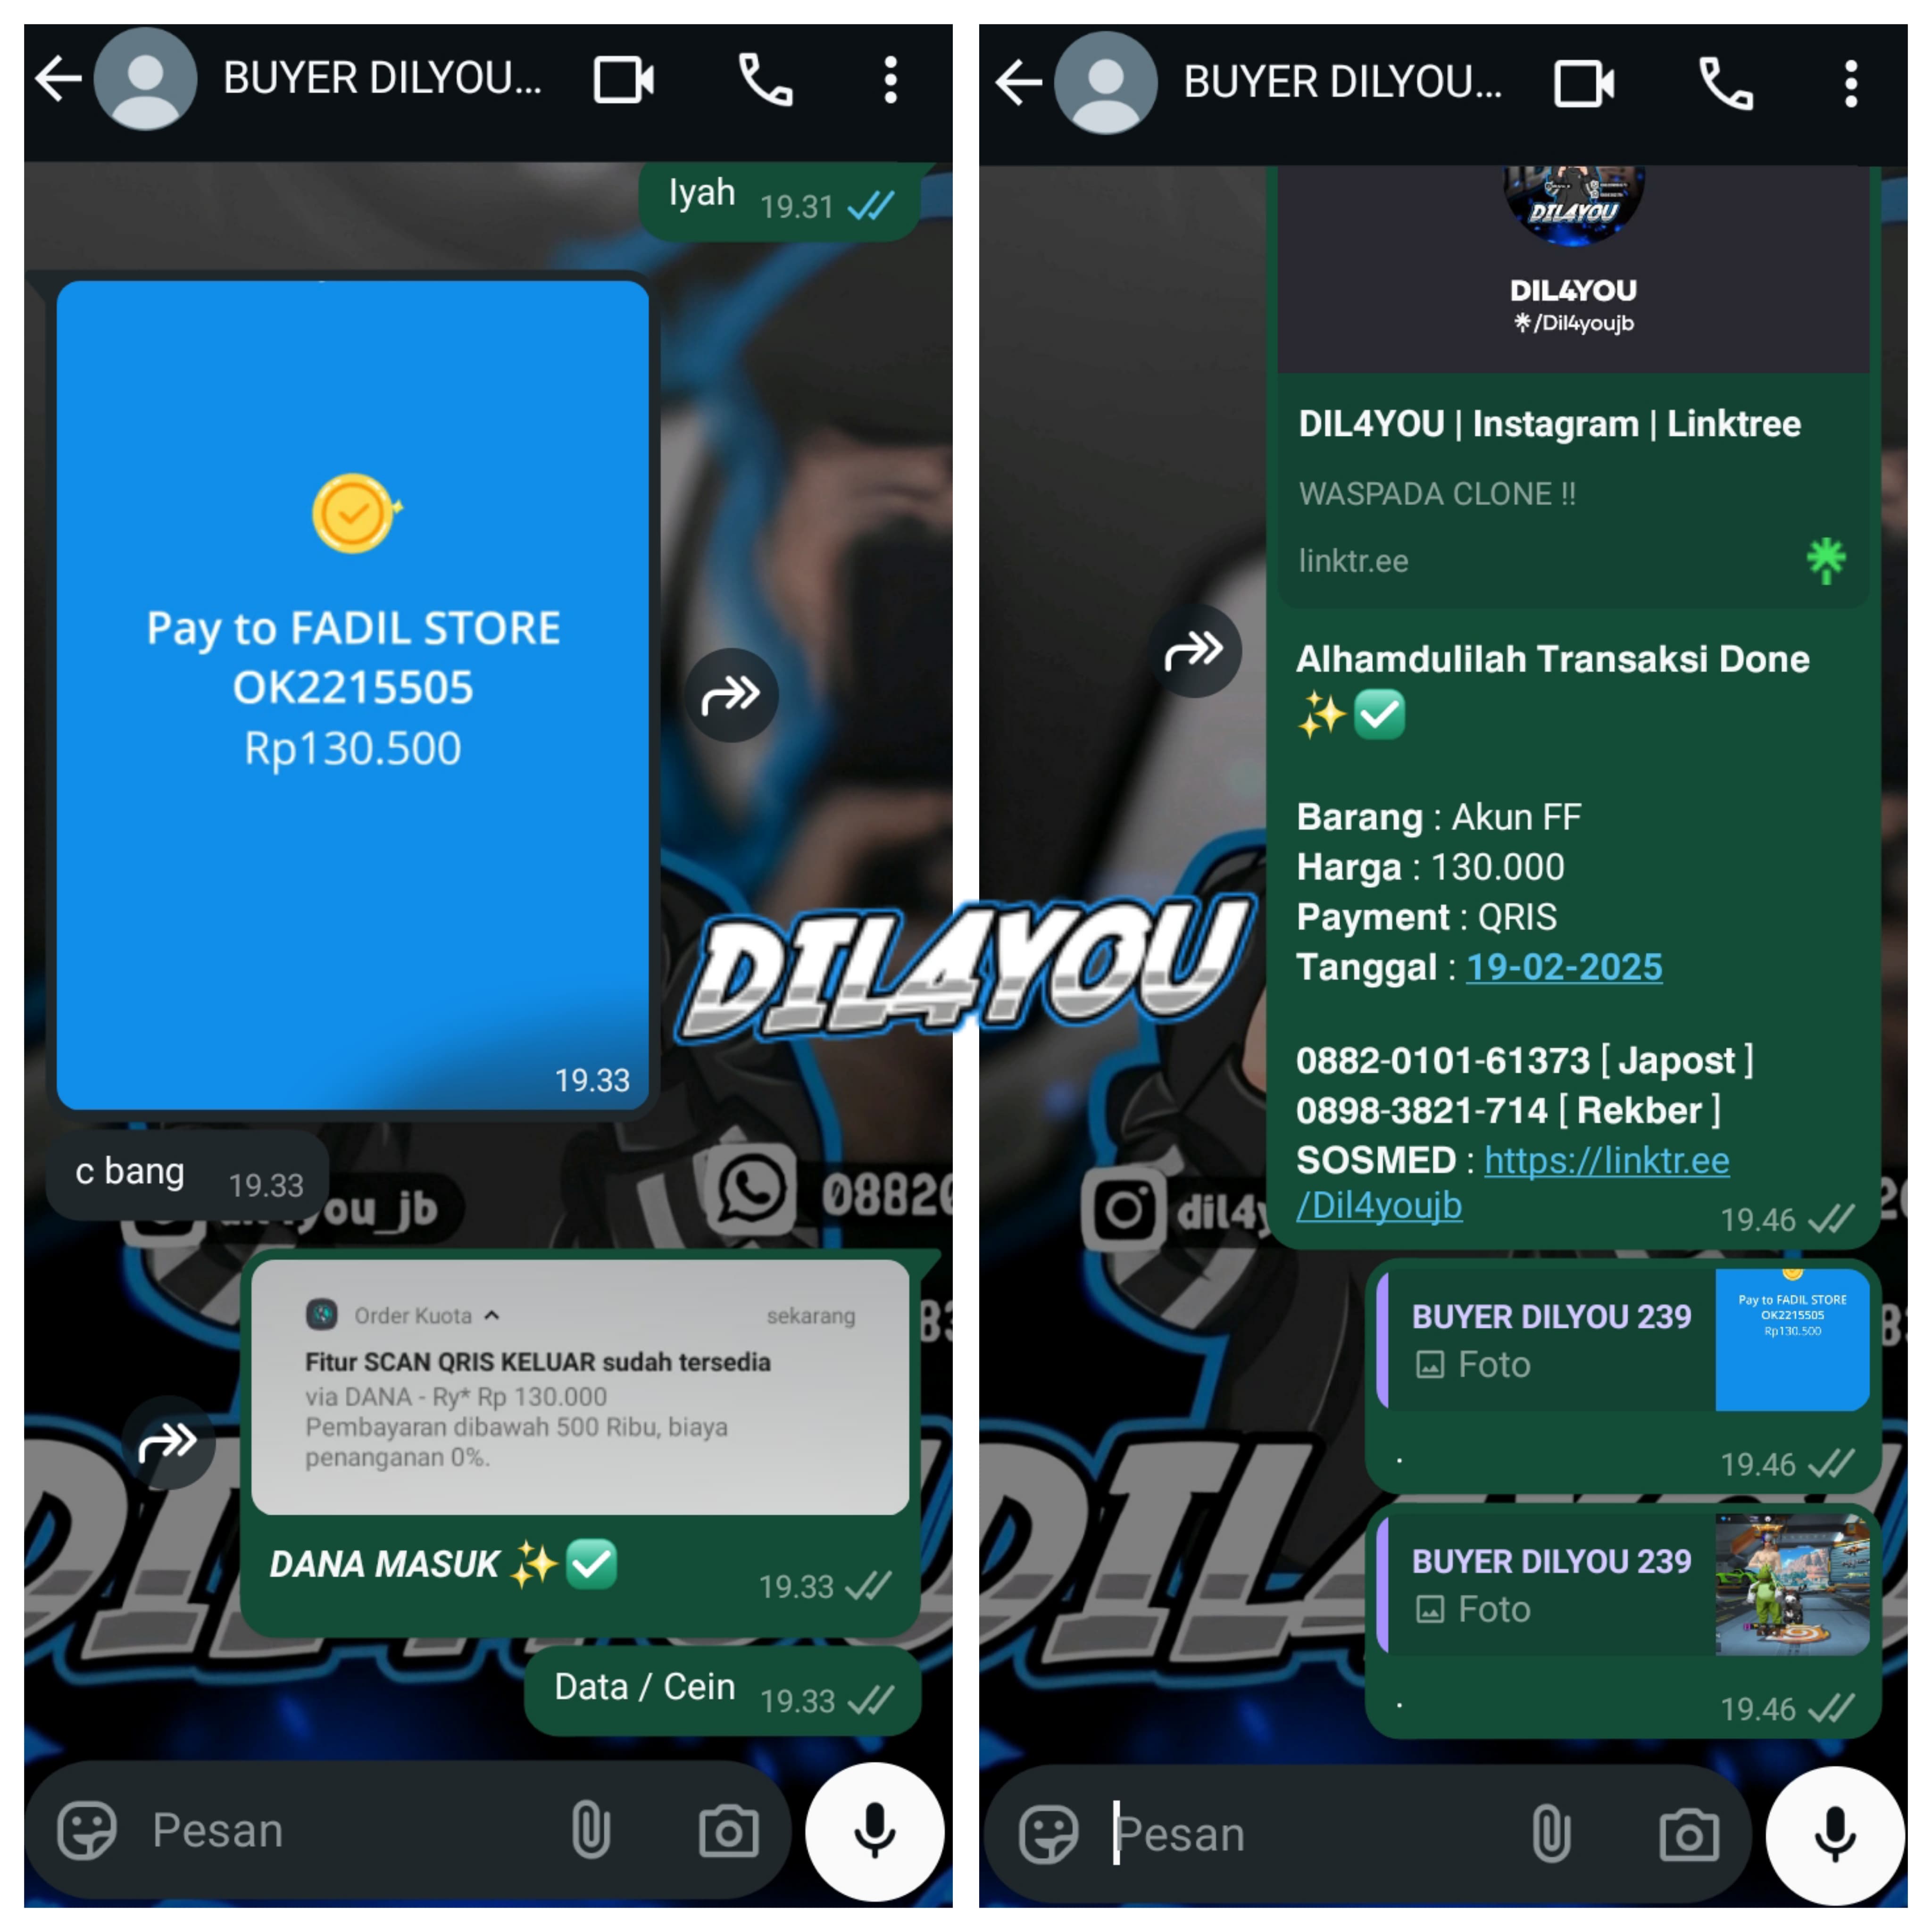 BUYER DILYOU...
Iyah 19.31
Pay to FADIL STORE
OK2215505
Rp130.500
19.33
c bang 19.33
you_jb
0882
Order Kuota sekarang
Fitur SCAN QRIS KELUAR sudah tersedia
via DANA - Ry* Rp 130.000
Pembayaran dibawah 500 Ribu, biaya
penanganan 0%.
DANA MASUK ✨✅ 19.33
Data / Cein 19.33
Pesan
DIL4YOU
BUYER DILYOU...
DIL4YOU
DIL4YOU
/Dil4youjb
DIL4YOU | Instagram | Linktree
WASPADA CLONE !!
linktr.ee
Alhamdulilah Transaksi Done
✨✅
Barang : Akun FF
Harga : 130.000
Payment : QRIS
Tanggal : 19-02-2025
0882-0101-61373 [ Japost ]
0898-3821-714 [ Rekber ]
SOSMED : https://linktr.ee
/Dil4youjb 19.46
dil4y
BUYER DILYOU 239
Foto
Pay to FADIL STORE
OK2215505
Rp130.500
. 19.46
BUYER DILYOU 239
Foto
. 19.46
Pesan